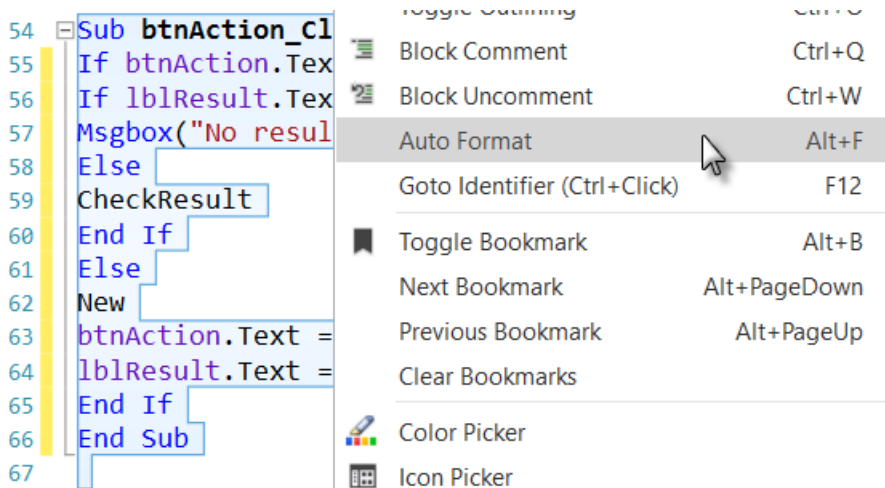 54 Sub btnAction_Cl
55 If btnAction.Tex
56 If lblResult.Tex
57 Msgbox("No resul
58 Else
59 CheckResult
60 End If
61 Else
62 New
63 btnAction.Text =
64 lblResult.Text =
65 End If
66 End Sub
67
Toggle Outlining
Block Comment Ctrl+Q
Block Uncomment Ctrl+W
Auto Format Alt+F
Goto Identifier (Ctrl+Click) F12
Toggle Bookmark Alt+B
Next Bookmark Alt+PageDown
Previous Bookmark Alt+PageUp
Clear Bookmarks
Color Picker
Icon Picker